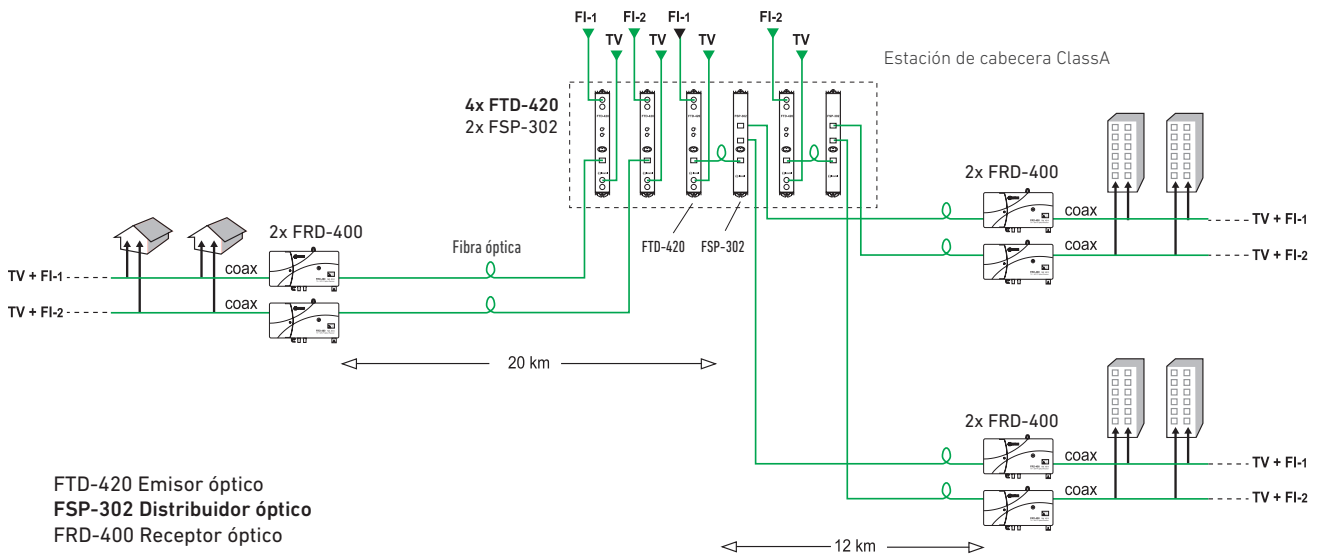 FI-1 FI-2 FI-1 FI-2
TV TV TV TV
Estación de cabecera ClassA
4x FTD-420
2x FSP-302
FTD-420 FSP-302
2x FRD-400
coax
coax
TV + FI-1
TV + FI-2
2x FRD-400
Fibra óptica
coax
coax
TV + FI-1
TV + FI-2
20 km
2x FRD-400
coax
coax
TV + FI-1
TV + FI-2
12 km
FTD-420 Emisor óptico
FSP-302 Distribuidor óptico
FRD-400 Receptor óptico